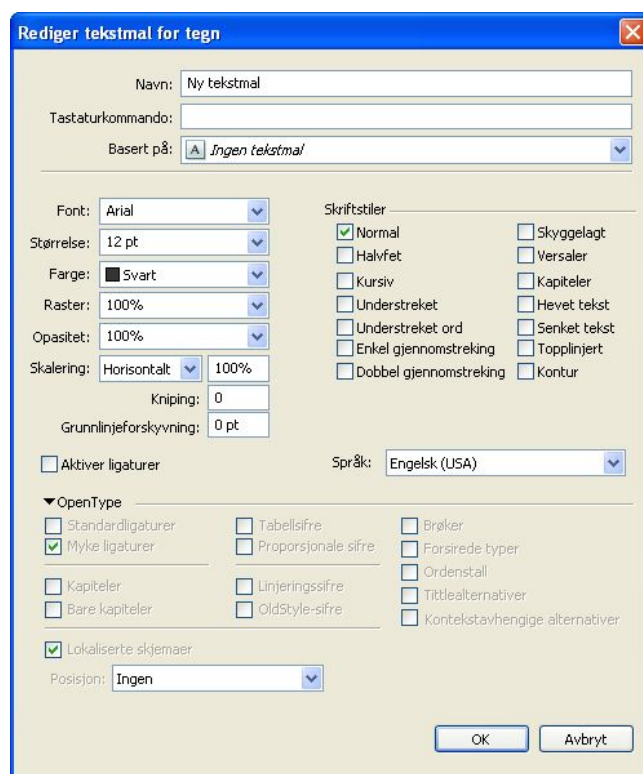 Rediger tekstmal for tegn
Navn: Ny tekstmal
Tastaturkommando:
Basert på: A Ingen tekstmal
Font: Arial
Størrelse: 12 pt
Farge: Svart
Raster: 100%
Opasitet: 100%
Skalering: Horisontalt 100%
Kniping: 0
Grunnlinjeforskyvning: 0 pt
Skriftstiler
Normal
Halvfet
Kursiv
Understreket
Understreket ord
Enkel gjennomstreking
Dobbel gjennomstreking
Skyggelagt
Versaler
Kapiteler
Hevet tekst
Senket tekst
Topplinjert
Kontur
Aktiver ligaturer
Språk: Engelsk (USA)
OpenType
Standardligaturer
Myke ligaturer
Kapiteler
Bare kapiteler
Tabellsifre
Proporsjonale sifre
Linjeringssifre
OldStyle-sifre
Brøker
Forsirede typer
Ordenstall
Tittlealternativer
Kontekstavhengige alternativer
Lokaliserte skjemaer
Posisjon: Ingen
OK Avbryt